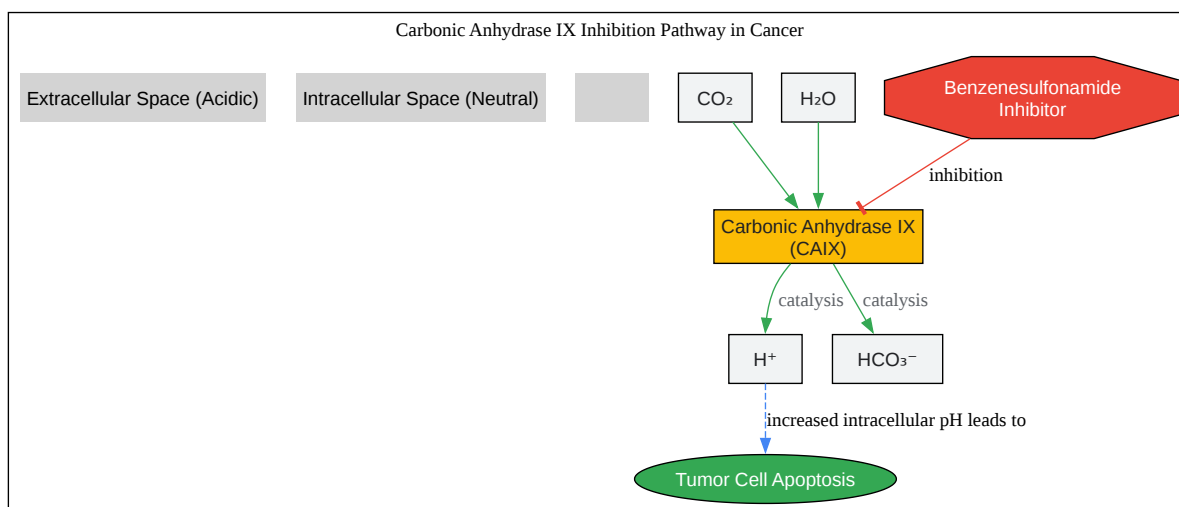 Carbonic Anhydrase IX Inhibition Pathway in Cancer
Extracellular Space (Acidic)
Intracellular Space (Neutral)
CO₂
H₂O
Benzenesulfonamide
Inhibitor
inhibition
Carbonic Anhydrase IX
(CAIX)
catalysis
catalysis
H⁺
HCO₃⁻
increased intracellular pH leads to
Tumor Cell Apoptosis